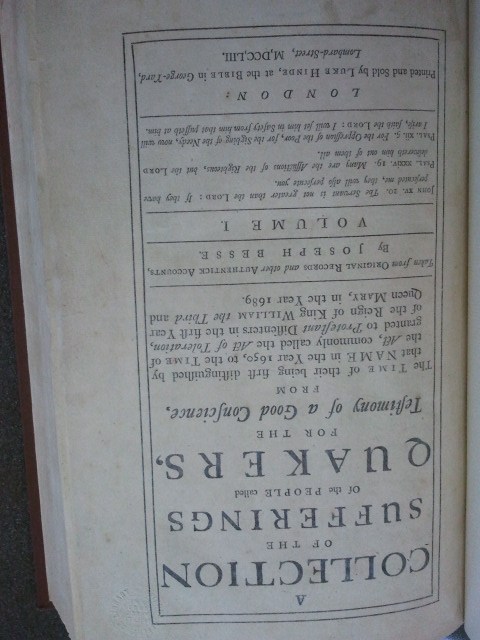 A
COLLECTION
OF THE
SUFFERINGS
Of the PEOPLE called
QUAKERS,
FOR THE
Teſtimony of a Good Conſcience,
FROM
The TIME of their being firſt diſtinguiſhed by
that NAME in the Year 1650, to the TIME of
the Act, commonly called the Act of Toleration,
granted to Proteſtant Diſſenters in the firſt Year
of the Reign of King WILLIAM the Third and
Queen MARY, in the Year 1689.
Taken from ORIGINAL RECORDS and other AUTHENTICK ACCOUNTS,
By JOSEPH BESSE.
VOLUME I.
JOHN xv. 20. The Servant is not greater than the LORD: If they have
perſecuted me, they will alſo perſecute you.
PSAL. xxxiv. 19. Many are the Afflictions of the Righteous, but the LORD
delivereth him out of them all.
PSAL. xii. 5. For the Oppreſſion of the Poor, for the Sighing of the Needy, now will
I ariſe, ſaith the LORD: I will ſet him in Safety from him that puffeth at him.
LONDON:
Printed and Sold by LUKE HINDE, at the BIBLE in George-Yard,
Lombard-Street, M,DCC,LIII.